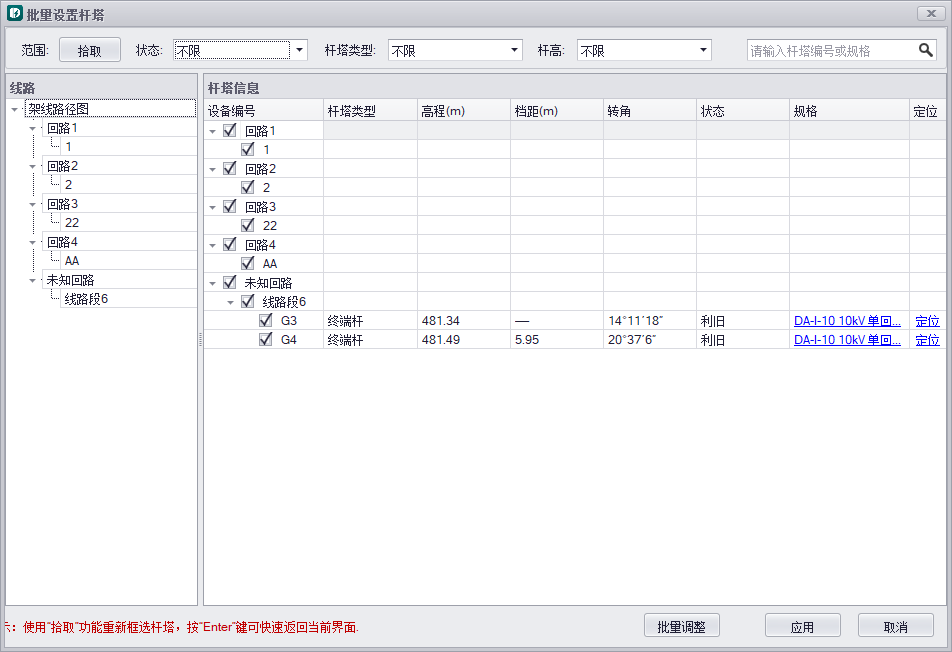 批量设置杆塔
范围: 拾取 状态: 不限 杆塔类型: 不限 杆高: 不限 请输入杆塔编号或规格
线路
架线路径图
回路1
1
回路2
2
回路3
22
回路4
AA
未知回路
线路段6
杆塔信息
设备编号 杆塔类型 高程(m) 档距(m) 转角 状态 规格 定位
回路1
1
回路2
2
回路3
22
回路4
AA
未知回路
线路段6
G3 终端杆 481.34 — 14°11′18″ 利旧 DA-I-10 10kV 单回... 定位
G4 终端杆 481.49 5.95 20°37′6″ 利旧 DA-I-10 10kV 单回... 定位
: 使用"拾取"功能重新框选杆塔，按"Enter"键可快速返回当前界面.
批量调整 应用 取消